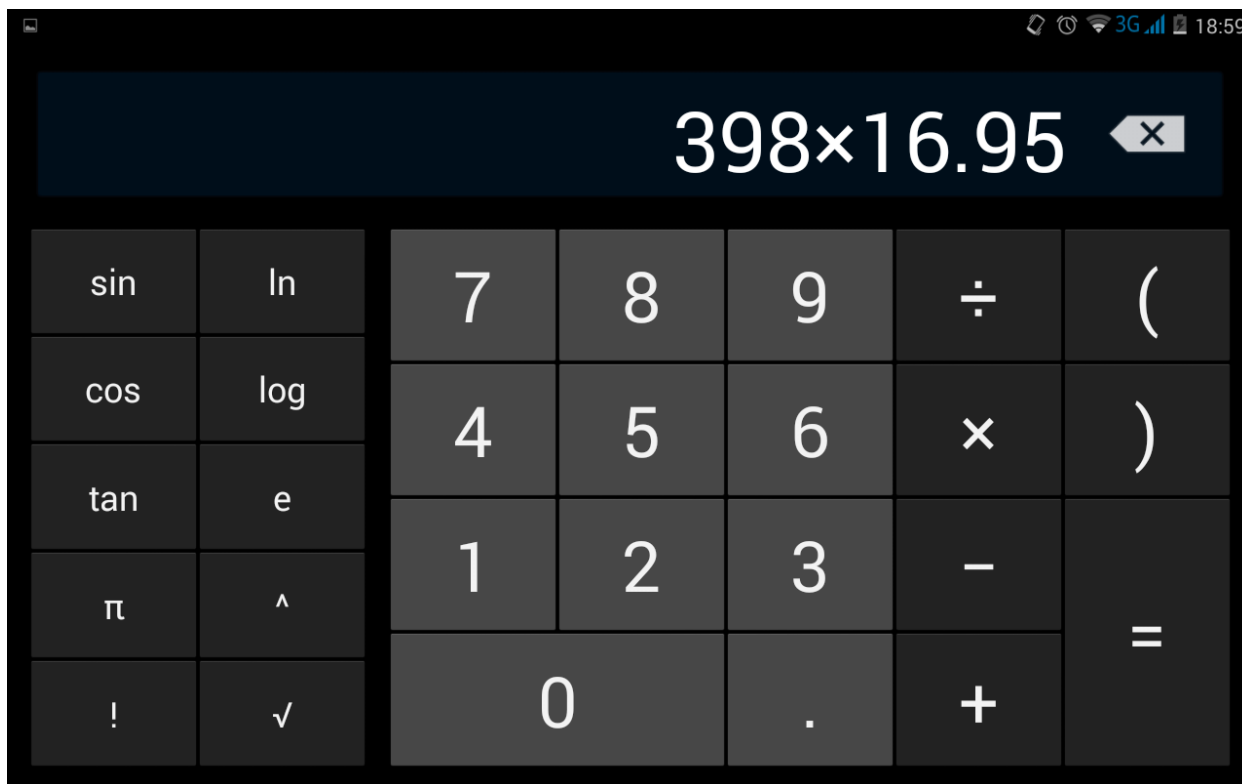 3G 18:59
398×16.95
sin ln 7 8 9 ÷ (
cos log 4 5 6 × )
tan e 1 2 3 −
π ^ =
! √ 0 . +